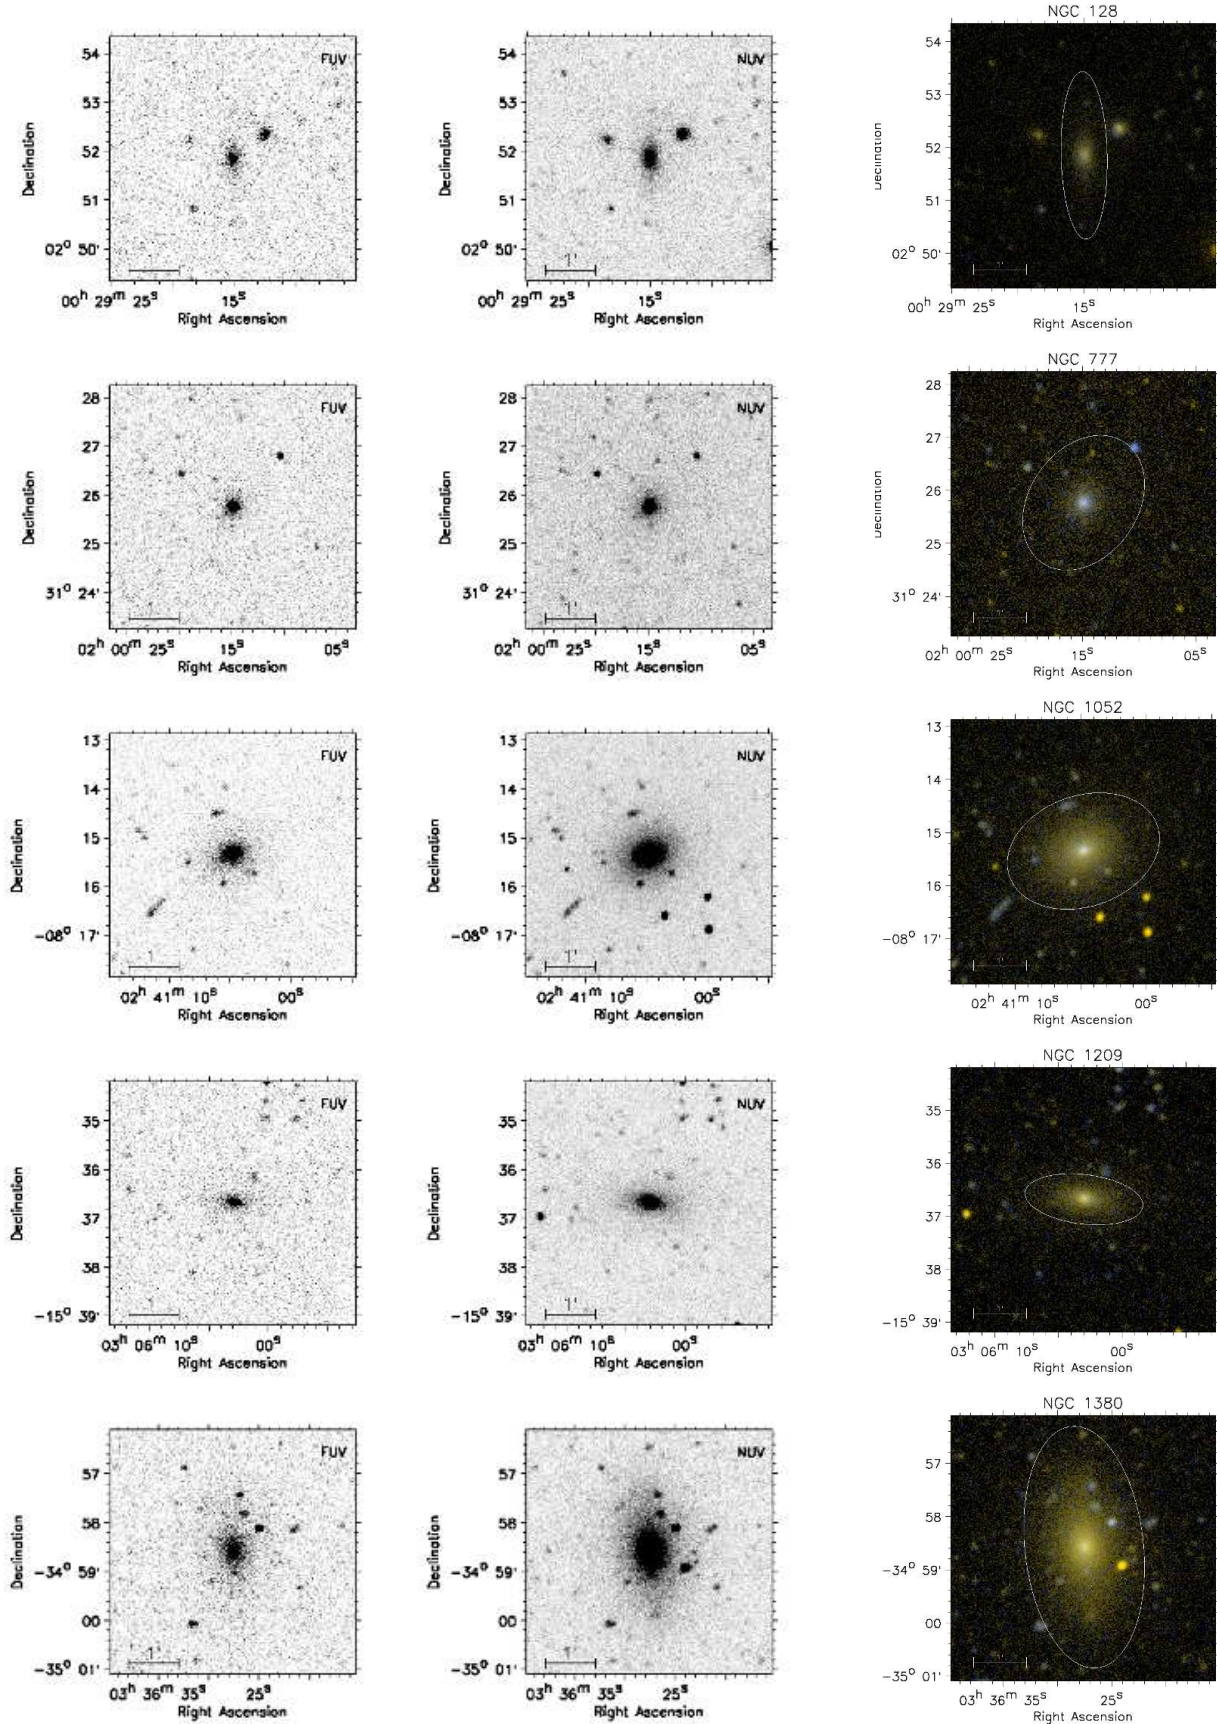 NGC 128
FUV
NUV
54
53
52
51
02° 50'
Declination
1'
00ʰ 29ᵐ 25ˢ
15ˢ
Right Ascension
54
53
52
51
02° 50'
Declination
1'
00ʰ 29ᵐ 25ˢ
15ˢ
Right Ascension
54
53
52
51
02° 50'
Declination
00ʰ 29ᵐ 25ˢ
15ˢ
Right Ascension
NGC 777
FUV
NUV
28
27
26
25
31° 24'
Declination
02ʰ 00ᵐ 25ˢ
15ˢ
05ˢ
Right Ascension
28
27
26
25
31° 24'
Declination
1'
02ʰ 00ᵐ 25ˢ
15ˢ
05ˢ
Right Ascension
28
27
26
25
31° 24'
Declination
02ʰ 00ᵐ 25ˢ
15ˢ
05ˢ
Right Ascension
NGC 1052
FUV
NUV
13
14
15
16
−08° 17'
Declination
1'
02ʰ 41ᵐ 10ˢ
00ˢ
Right Ascension
13
14
15
16
−08° 17'
Declination
1'
02ʰ 41ᵐ 10ˢ
00ˢ
Right Ascension
13
14
15
16
−08° 17'
Declination
02ʰ 41ᵐ 10ˢ
00ˢ
Right Ascension
NGC 1209
FUV
NUV
35
36
37
38
−15° 39'
Declination
03ʰ 06ᵐ 10ˢ
00ˢ
Right Ascension
35
36
37
38
−15° 39'
Declination
1'
03ʰ 06ᵐ 10ˢ
00ˢ
Right Ascension
35
36
37
38
−15° 39'
Declination
03ʰ 06ᵐ 10ˢ
00ˢ
Right Ascension
NGC 1380
FUV
NUV
57
58
−34° 59'
00
−35° 01'
Declination
1'
03ʰ 36ᵐ 35ˢ
25ˢ
Right Ascension
57
58
−34° 59'
00
−35° 01'
Declination
1'
03ʰ 36ᵐ 35ˢ
25ˢ
Right Ascension
57
58
−34° 59'
00
−35° 01'
Declination
03ʰ 36ᵐ 35ˢ
25ˢ
Right Ascension